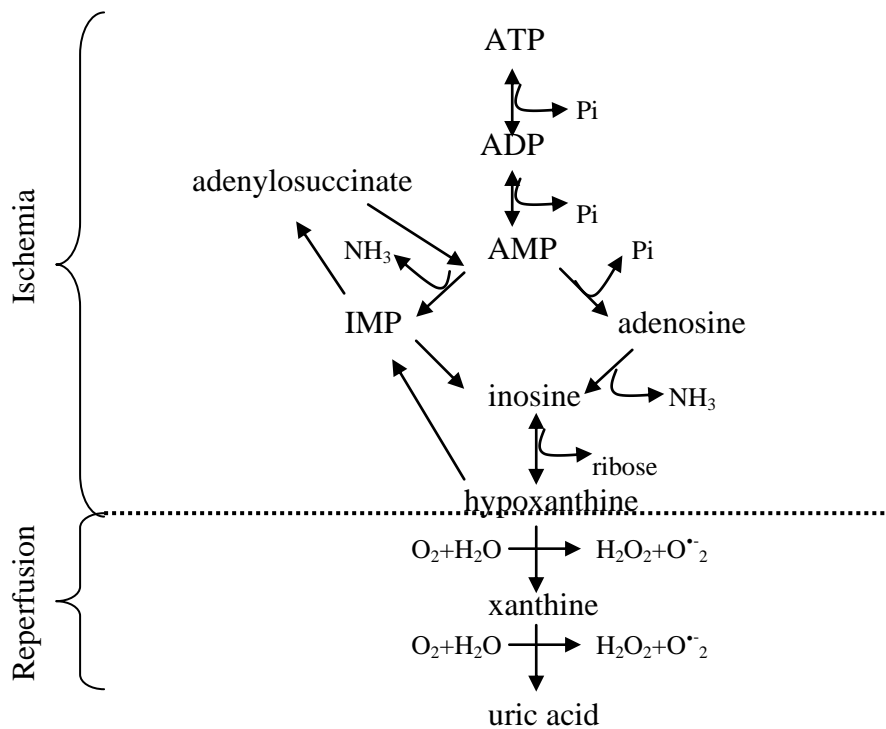 ATP
Pi
ADP
adenylosuccinate
Pi
NH₃
AMP
Pi
Ischemia
IMP
adenosine
inosine
NH₃
ribose
hypoxanthine
O₂+H₂O
H₂O₂+O•⁻₂
Reperfusion
xanthine
O₂+H₂O
H₂O₂+O•⁻₂
uric acid